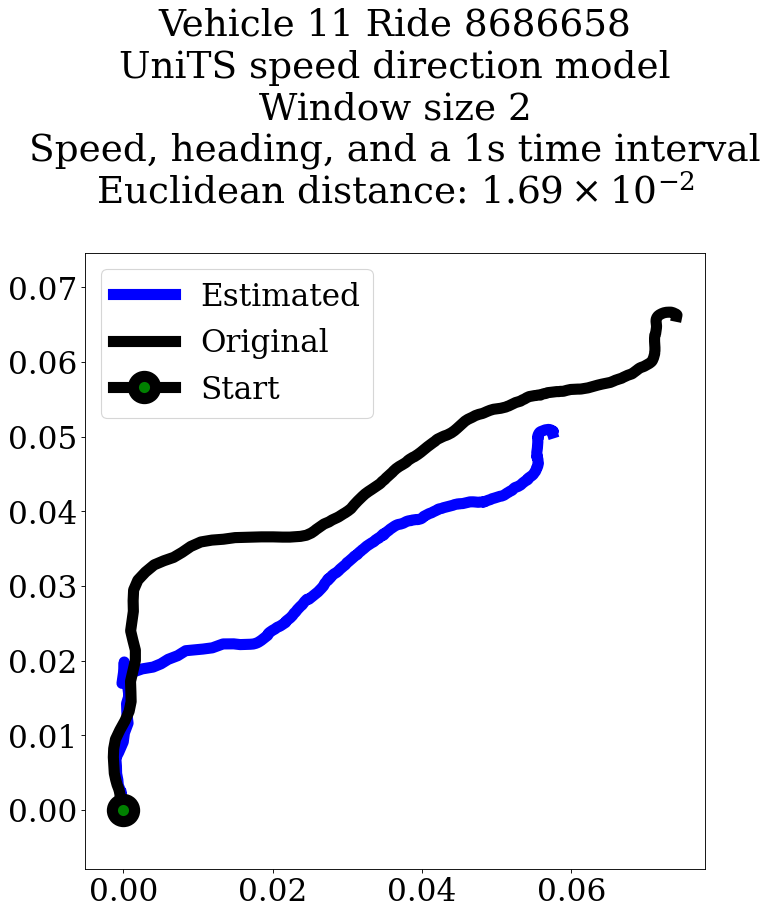 Vehicle 11 Ride 8686658
UniTS speed direction model
Window size 2
Speed, heading, and a 1s time interval
Euclidean distance: 1.69 × 10⁻²
Estimated
Original
Start
0.07
0.06
0.05
0.04
0.03
0.02
0.01
0.00
0.00 0.02 0.04 0.06